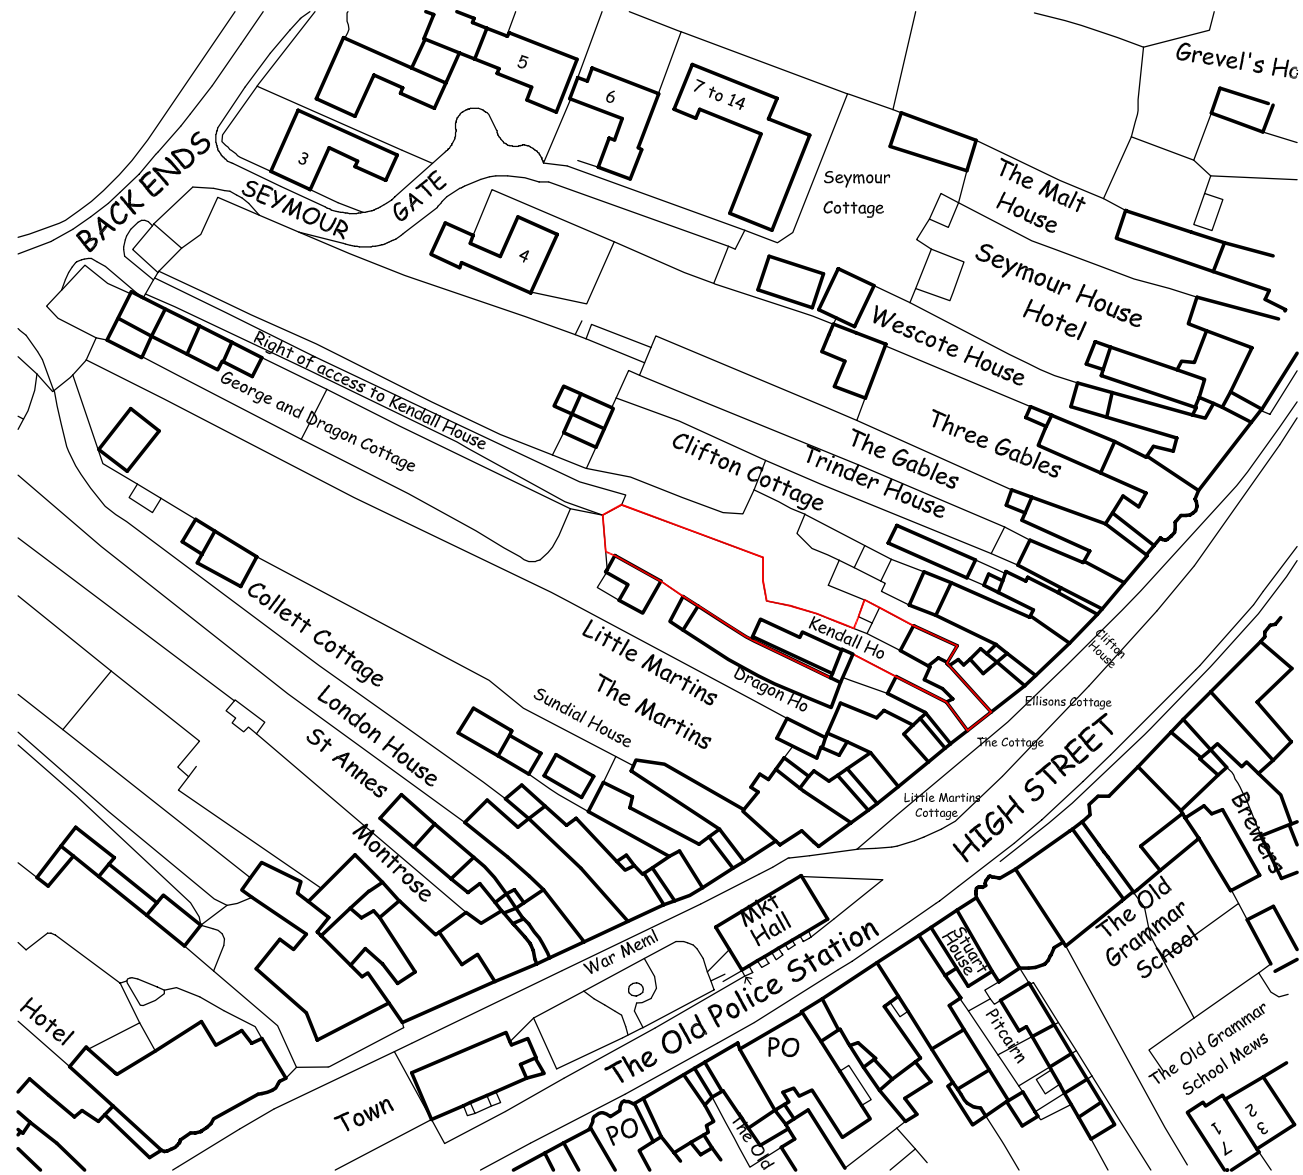 Grevel's Ho
5
6
7 to 14
3
BACK ENDS
SEYMOUR
GATE
4
Seymour
Cottage
The Malt
House
Seymour House
Hotel
Wescote House
Right of access to Kendall House
George and Dragon Cottage
Three Gables
The Gables
Trinder House
Clifton Cottage
Kendall Ho
Dragon Ho
Little Martins
The Martins
Sundial House
Collett Cottage
London House
St Annes
Montrose
Clifton
House
Ellisons Cottage
The Cottage
Little Martins
Cottage
HIGH STREET
Brewers
Mkt
Hall
War Meml
The Old Police Station
Stuart
House
The Old
Grammar
School
Pitcairn
The Old Grammar
School Mews
Hotel
Town
PO
PO
The Old
1
7
2
3